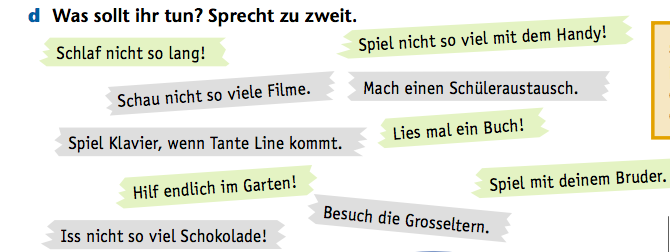 d Was sollt ihr tun? Sprecht zu zweit.
Schlaf nicht so lang!
Spiel nicht so viel mit dem Handy!
Schau nicht so viele Filme.
Mach einen Schüleraustausch.
Spiel Klavier, wenn Tante Line kommt.
Lies mal ein Buch!
Hilf endlich im Garten!
Spiel mit deinem Bruder.
Besuch die Grosseltern.
Iss nicht so viel Schokolade!